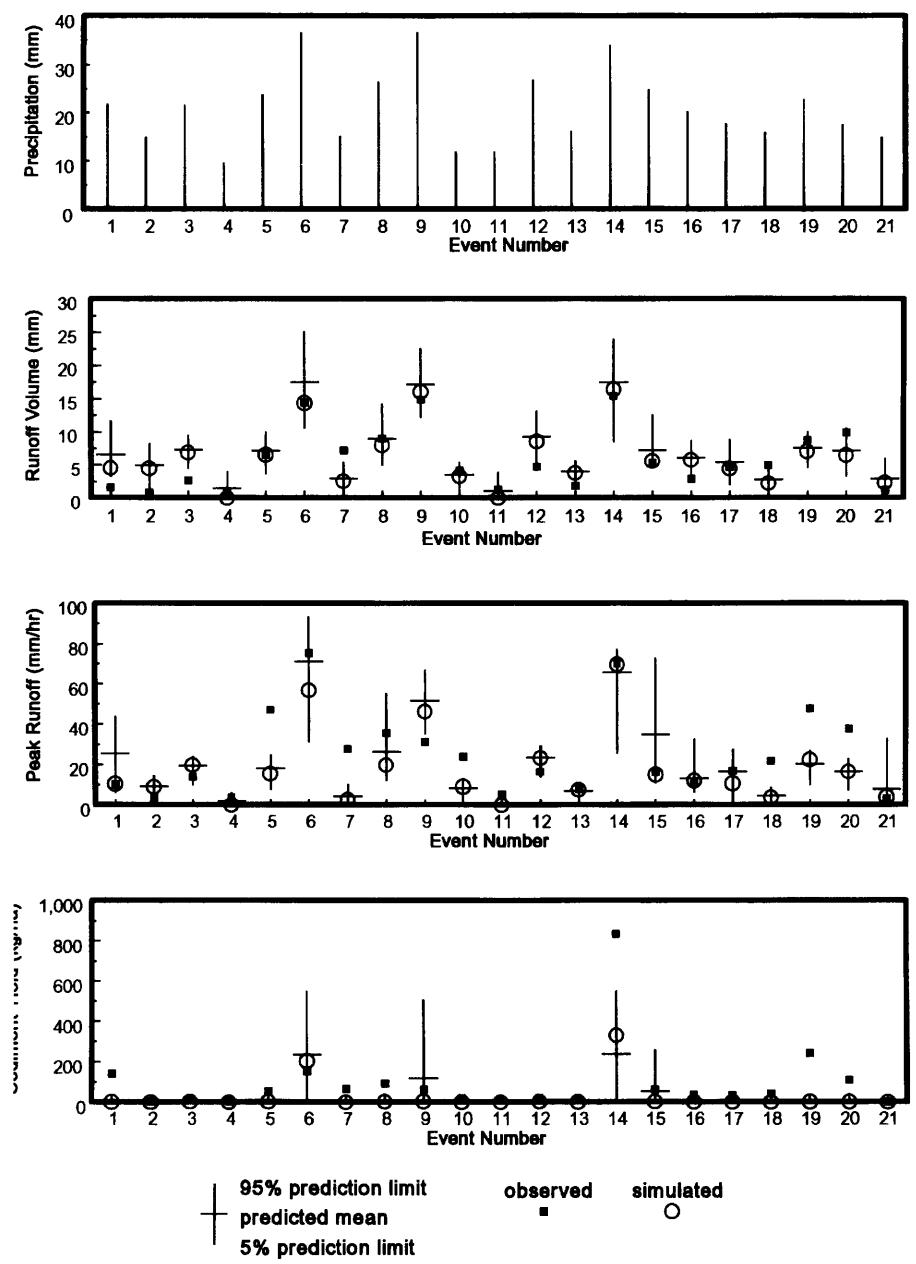 Precipitation (mm)
40
30
20
10
0
1 2 3 4 5 6 7 8 9 10 11 12 13 14 15 16 17 18 19 20 21
Event Number
Runoff Volume (mm)
30
25
20
15
10
5
0
1 2 3 4 5 6 7 8 9 10 11 12 13 14 15 16 17 18 19 20 21
Event Number
Peak Runoff (mm/hr)
100
80
60
40
20
0
1 2 3 4 5 6 7 8 9 10 11 12 13 14 15 16 17 18 19 20 21
Event Number
1,000
800
600
400
200
0
1 2 3 4 5 6 7 8 9 10 11 12 13 14 15 16 17 18 19 20 21
Event Number
95% prediction limit
predicted mean
5% prediction limit
observed
simulated